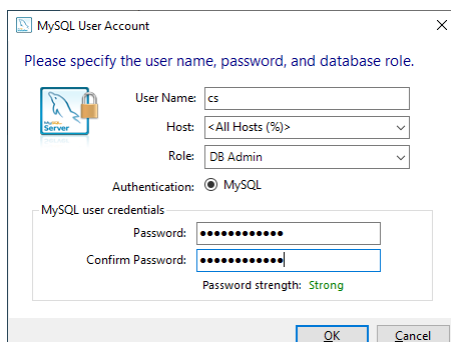 MySQL User Account
Please specify the user name, password, and database role.
User Name: cs
Host: <All Hosts (%)>
Role: DB Admin
Authentication: MySQL
MySQL
Server
MySQL user credentials
Password: ●●●●●●●●●●●●
Confirm Password: ●●●●●●●●●●●●
Password strength: Strong
OK Cancel